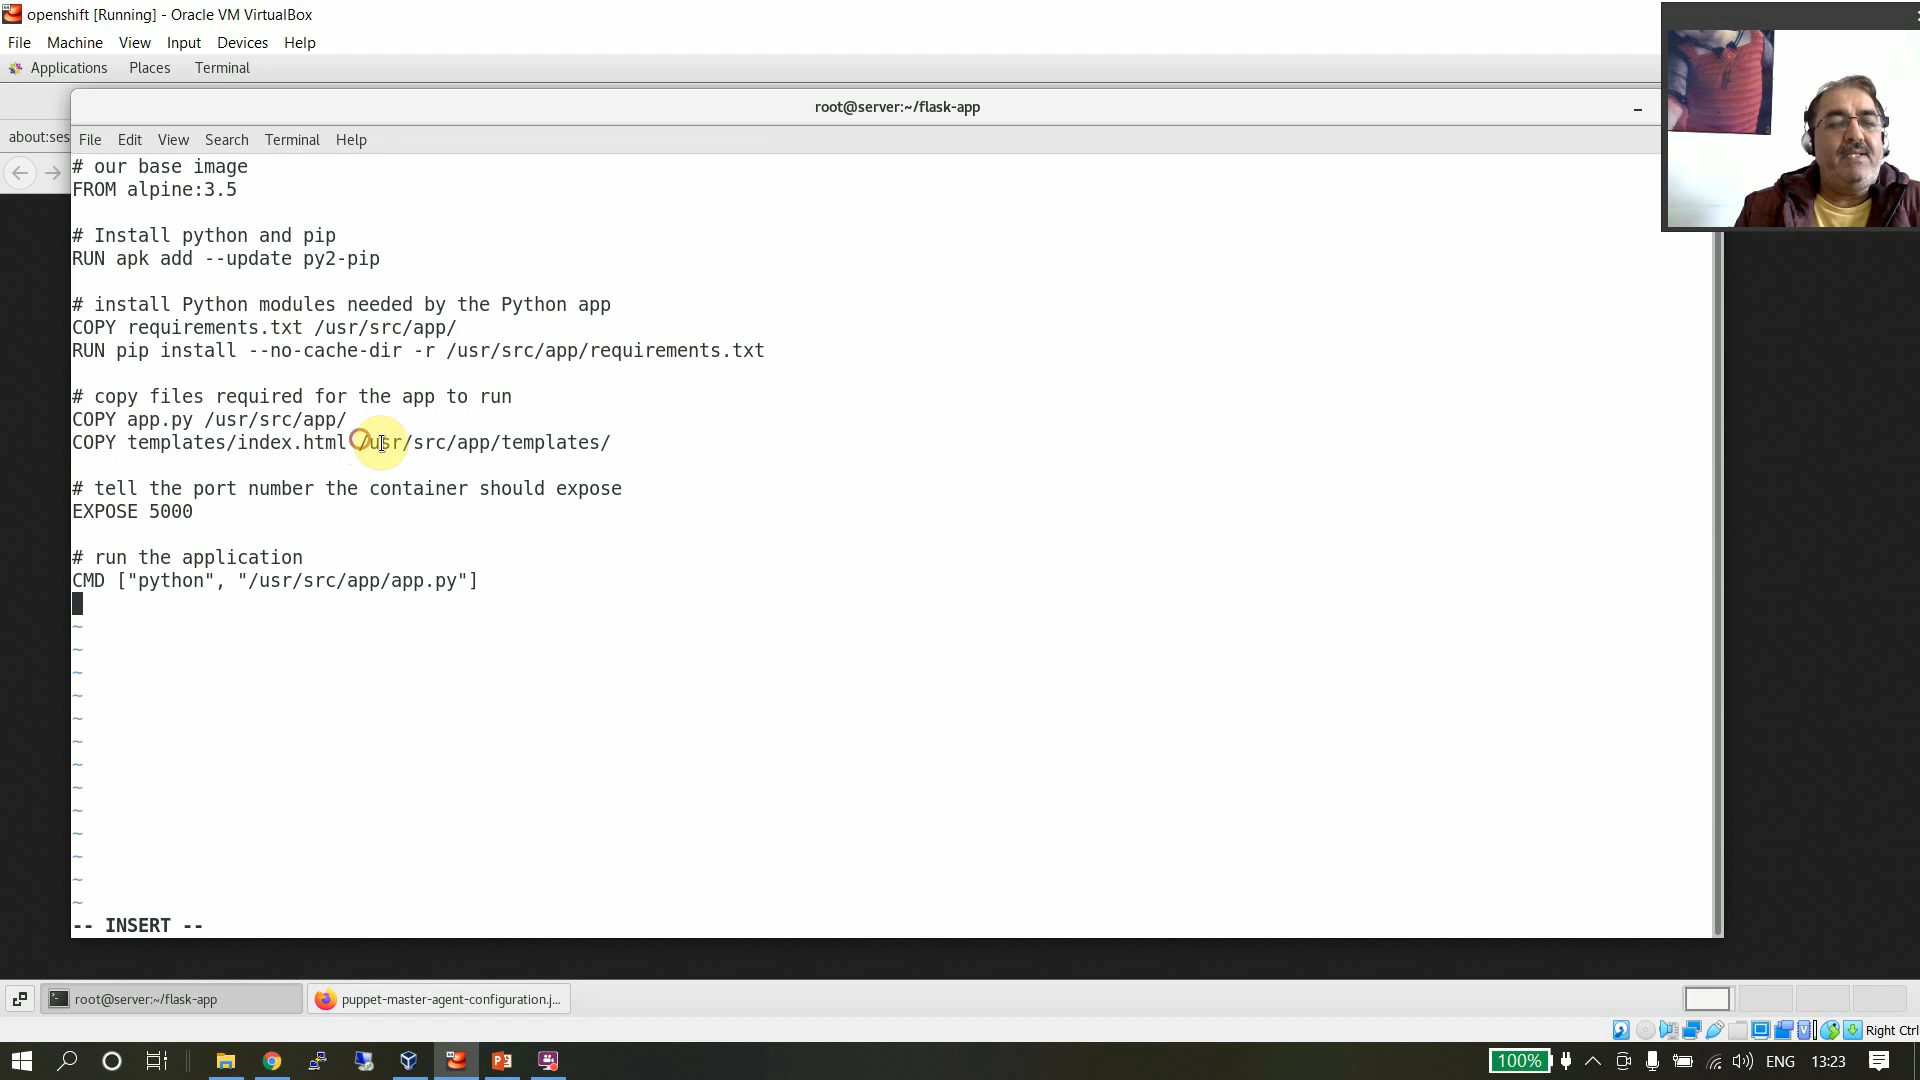 openshift [Running] - Oracle VM VirtualBox
File Machine View Input Devices Help
Applications Places Terminal
root@server:~/flask-app
about:ses
File Edit View Search Terminal Help
# our base image
FROM alpine:3.5
# Install python and pip
RUN apk add --update py2-pip
# install Python modules needed by the Python app
COPY requirements.txt /usr/src/app/
RUN pip install --no-cache-dir -r /usr/src/app/requirements.txt
# copy files required for the app to run
COPY app.py /usr/src/app/
COPY templates/index.html /usr/src/app/templates/
# tell the port number the container should expose
EXPOSE 5000
# run the application
CMD ["python", "/usr/src/app/app.py"]
~
~
~
~
~
~
~
~
~
~
~
~
~
-- INSERT --
root@server:~/flask-app
puppet-master-agent-configuration.j...
Right Ctrl
100%
ENG
13:23